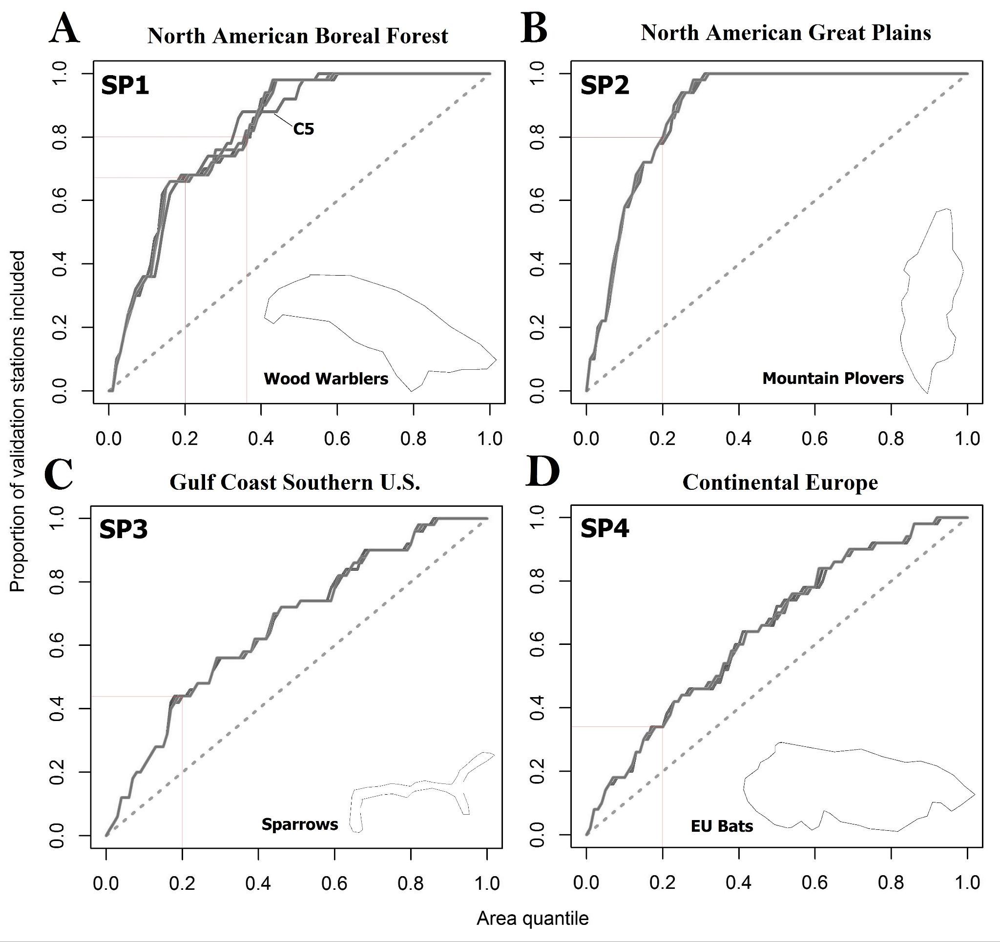 A
North American Boreal Forest
SP1
C5
Wood Warblers
0.0 0.2 0.4 0.6 0.8 1.0
0.0 0.2 0.4 0.6 0.8 1.0
B
North American Great Plains
SP2
Mountain Plovers
0.0 0.2 0.4 0.6 0.8 1.0
0.0 0.2 0.4 0.6 0.8 1.0
C
Gulf Coast Southern U.S.
SP3
Sparrows
0.0 0.2 0.4 0.6 0.8 1.0
0.0 0.2 0.4 0.6 0.8 1.0
D
Continental Europe
SP4
EU Bats
0.0 0.2 0.4 0.6 0.8 1.0
0.0 0.2 0.4 0.6 0.8 1.0
Proportion of validation stations included
Area quantile